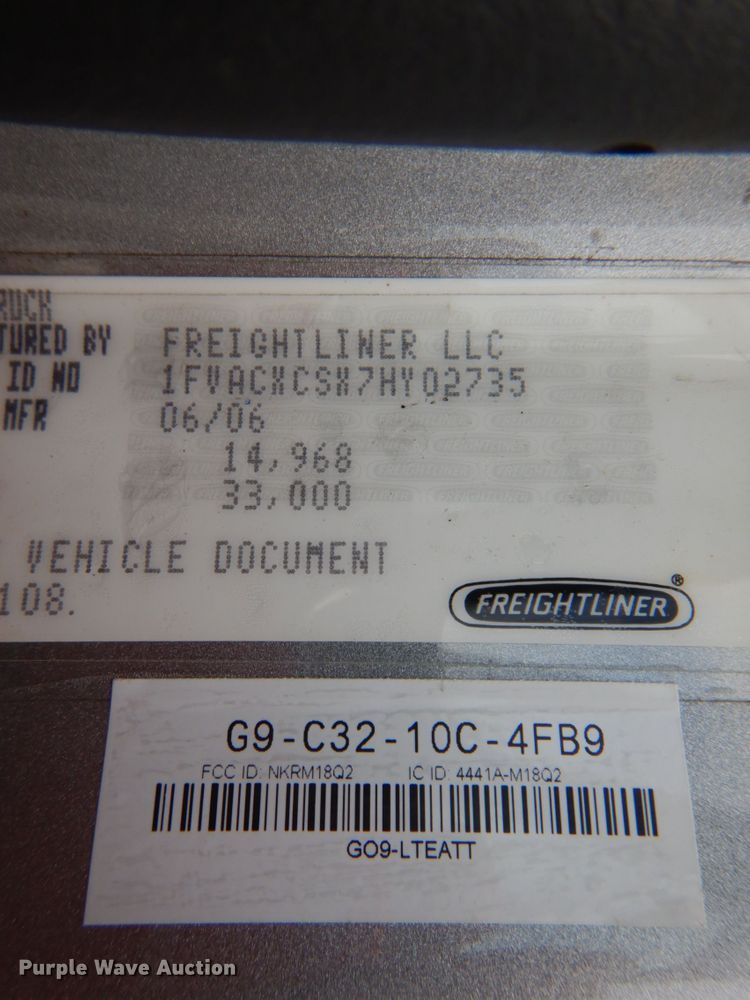 RUCK
TURED BY FREIGHTLINER LLC
ID NO 1FVACXCSX7HY02735
MFR 06/06
14,968
33,000
VEHICLE DOCUMENT
108.
FREIGHTLINER®
G9-C32-10C-4FB9
FCC ID: NKRM18Q2 IC ID: 4441A-M18Q2
GO9-LTEATT
Purple Wave Auction